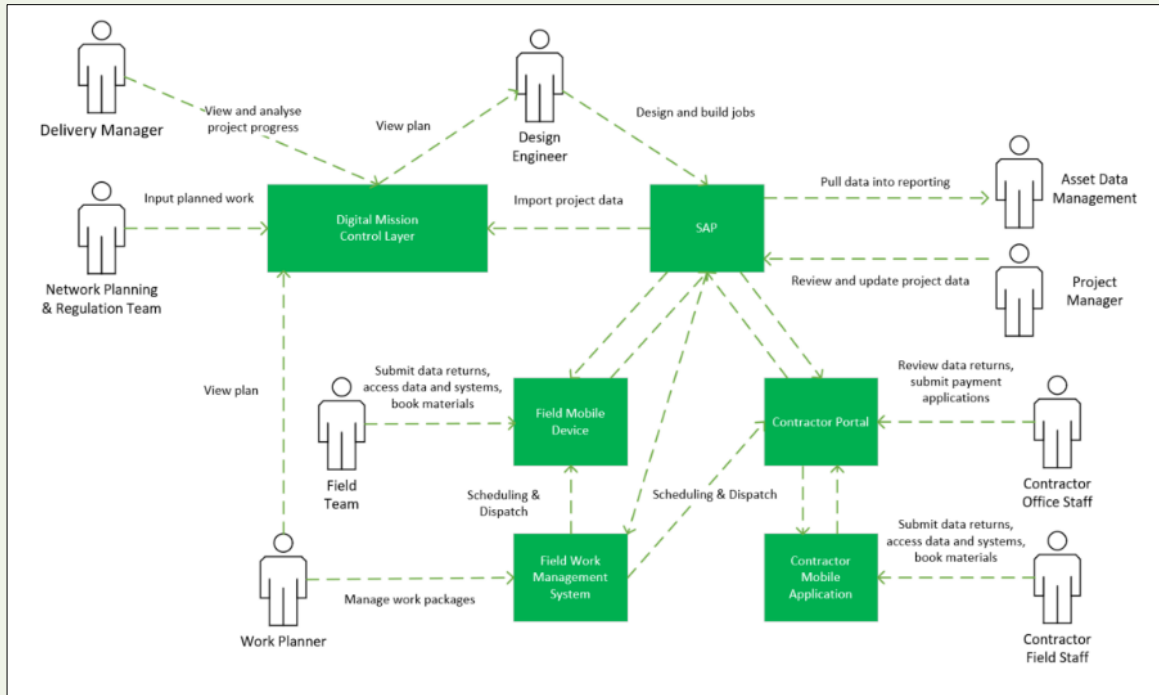 Delivery Manager
View and analyse
project progress
View plan
Design
Engineer
Design and build jobs
Pull data into reporting
Asset Data
Management
Input planned work
Digital Mission
Control Layer
Import project data
SAP
Network Planning
& Regulation Team
Review and update project data
Project
Manager
View plan
Submit data returns,
access data and systems,
book materials
Field
Team
Field Mobile
Device
Contractor Portal
Review data returns,
submit payment
applications
Contractor
Office Staff
Scheduling &
Dispatch
Scheduling & Dispatch
Work Planner
Manage work packages
Field Work
Management
System
Contractor
Mobile
Application
Submit data returns,
access data and systems,
book materials
Contractor
Field Staff